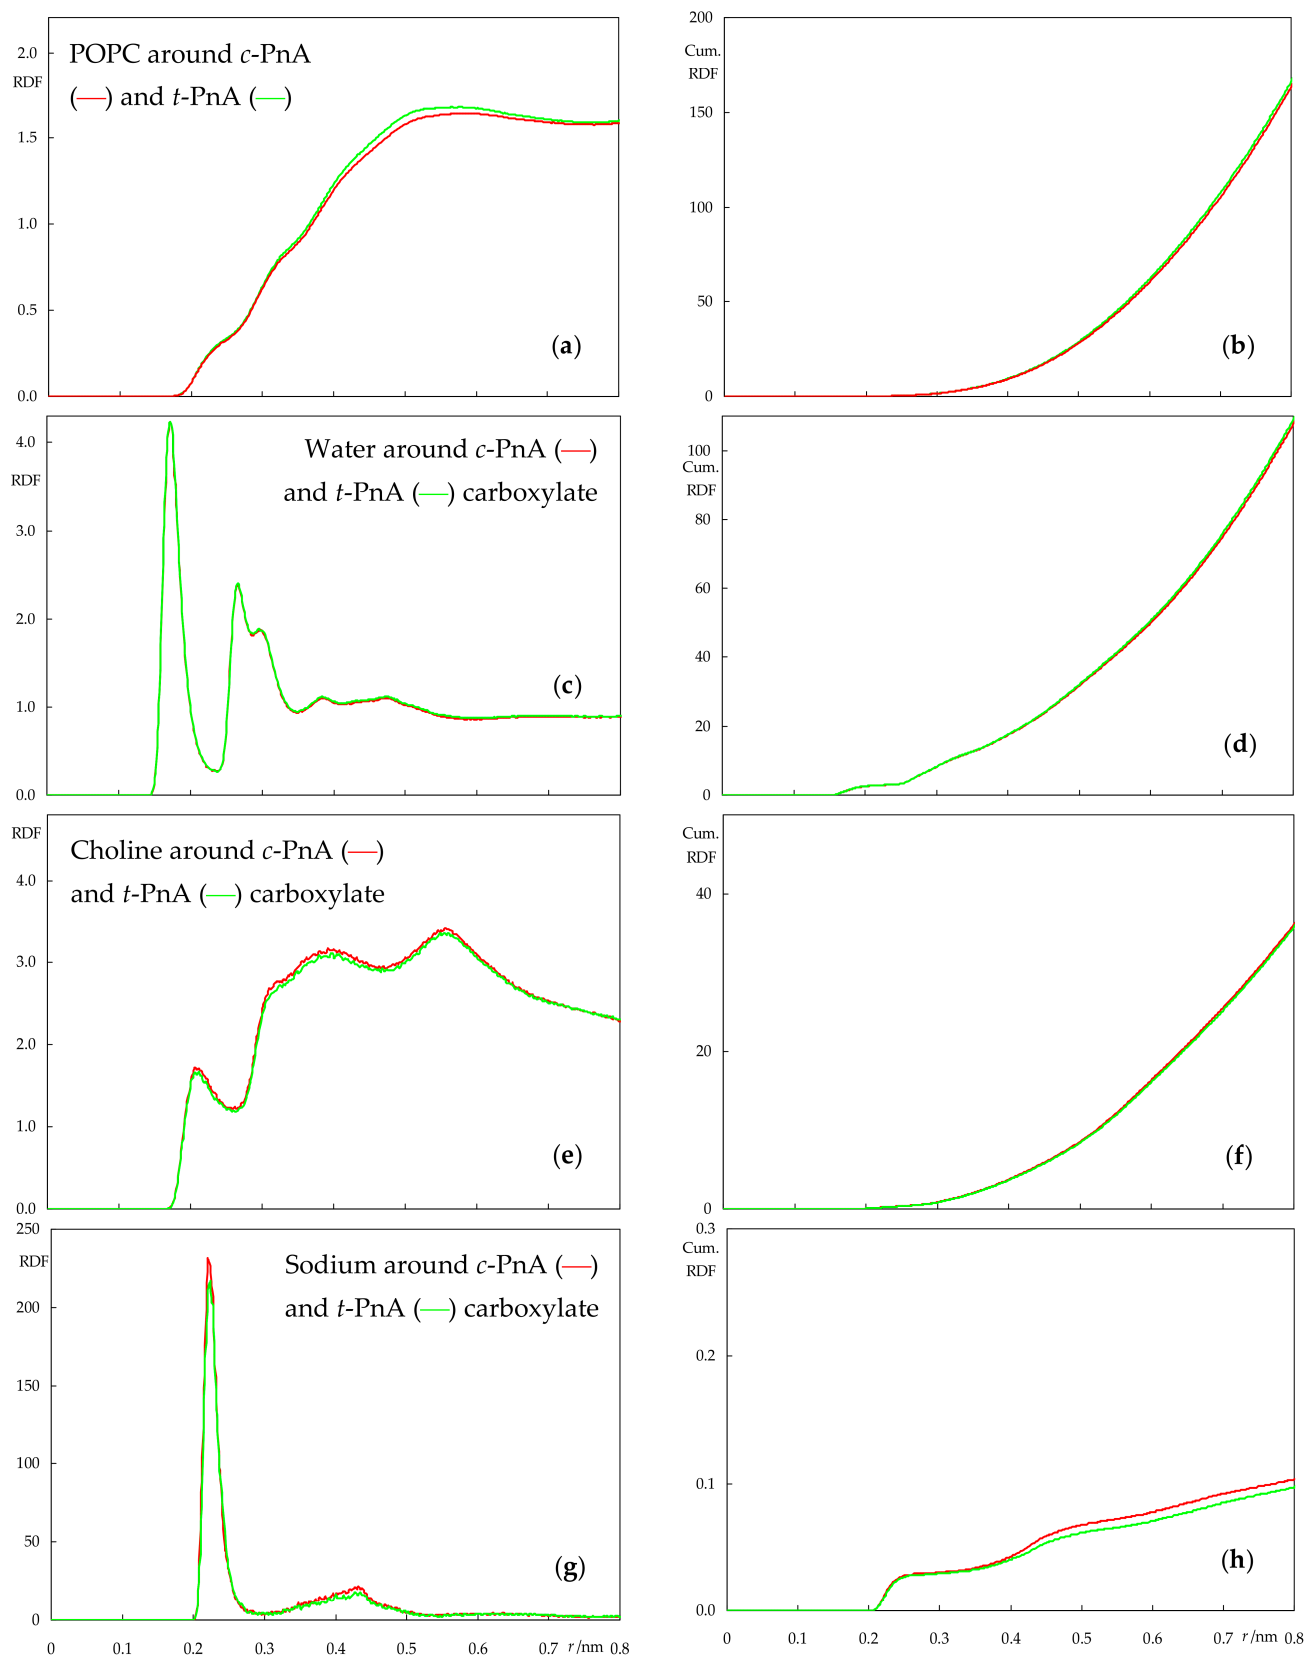 2.0
RDF
1.5
1.0
0.5
0.0
POPC around c-PnA
(—) and t-PnA (—)
(a)
200
Cum.
RDF
150
100
50
0
(b)
4.0
RDF
3.0
2.0
1.0
0.0
Water around c-PnA (—)
and t-PnA (—) carboxylate
(c)
100
Cum.
RDF
80
60
40
20
0
(d)
RDF
4.0
3.0
2.0
1.0
0.0
Choline around c-PnA (—)
and t-PnA (—) carboxylate
(e)
Cum.
RDF
40
20
0
(f)
250
RDF
200
150
100
50
0
Sodium around c-PnA (—)
and t-PnA (—) carboxylate
(g)
0 0.1 0.2 0.3 0.4 0.5 0.6 0.7 r/nm 0.8
0.3
Cum.
RDF
0.2
0.1
0.0
(h)
0 0.1 0.2 0.3 0.4 0.5 0.6 0.7 r/nm 0.8